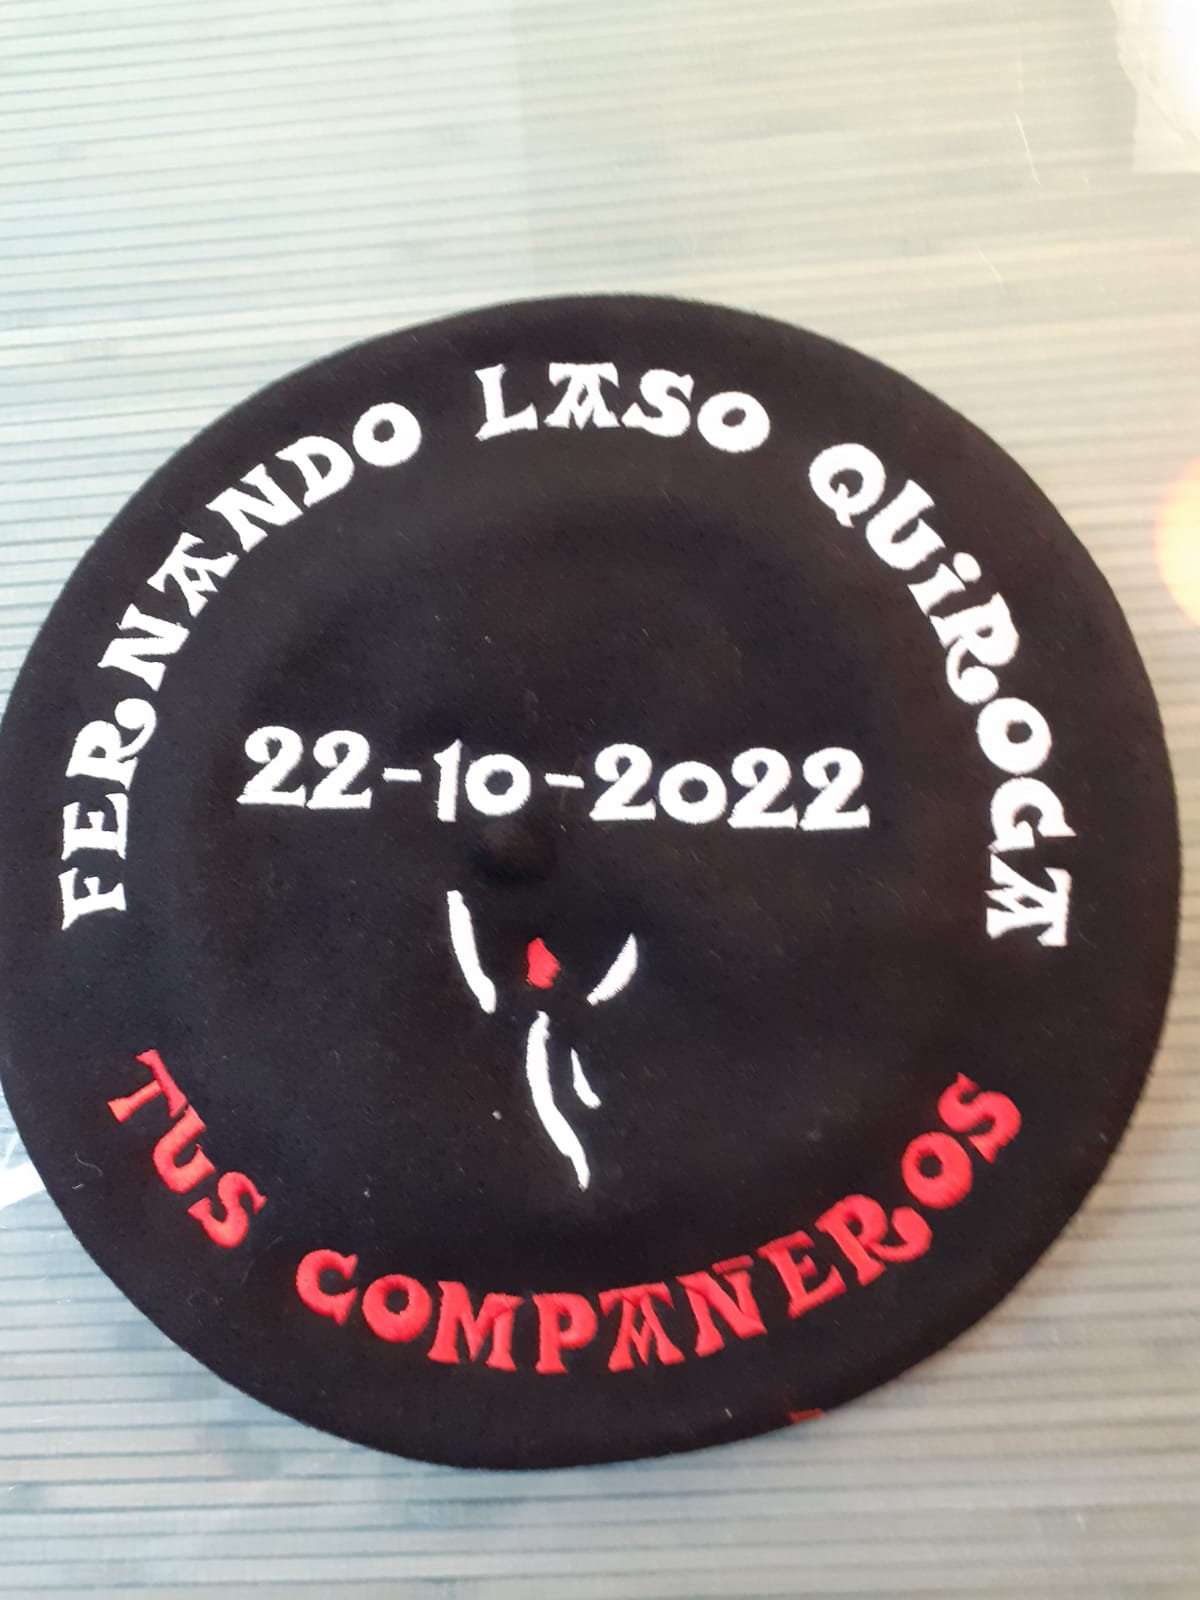 FERNANDO LASO QUiROGA
22-10-2022
TUS COMPAÑEROS